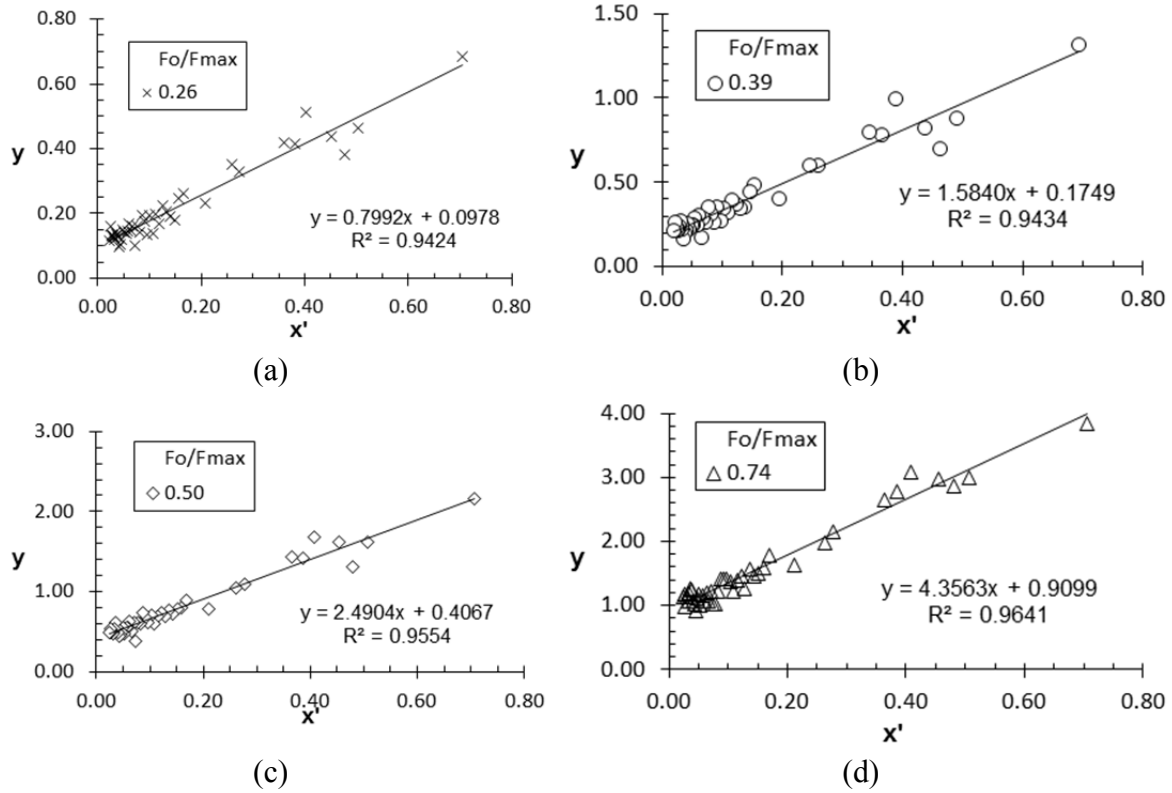 0.80
0.60
0.40
0.20
0.00
y
Fo/Fmax
0.26
y = 0.7992x + 0.0978
R² = 0.9424
0.00 0.20 0.40 0.60 0.80
x'
(a)
1.50
1.00
0.50
0.00
y
Fo/Fmax
0.39
y = 1.5840x + 0.1749
R² = 0.9434
0.00 0.20 0.40 0.60 0.80
x'
(b)
3.00
2.00
1.00
0.00
y
Fo/Fmax
0.50
y = 2.4904x + 0.4067
R² = 0.9554
0.00 0.20 0.40 0.60 0.80
x'
(c)
4.00
3.00
2.00
1.00
0.00
y
Fo/Fmax
0.74
y = 4.3563x + 0.9099
R² = 0.9641
0.00 0.20 0.40 0.60 0.80
x'
(d)